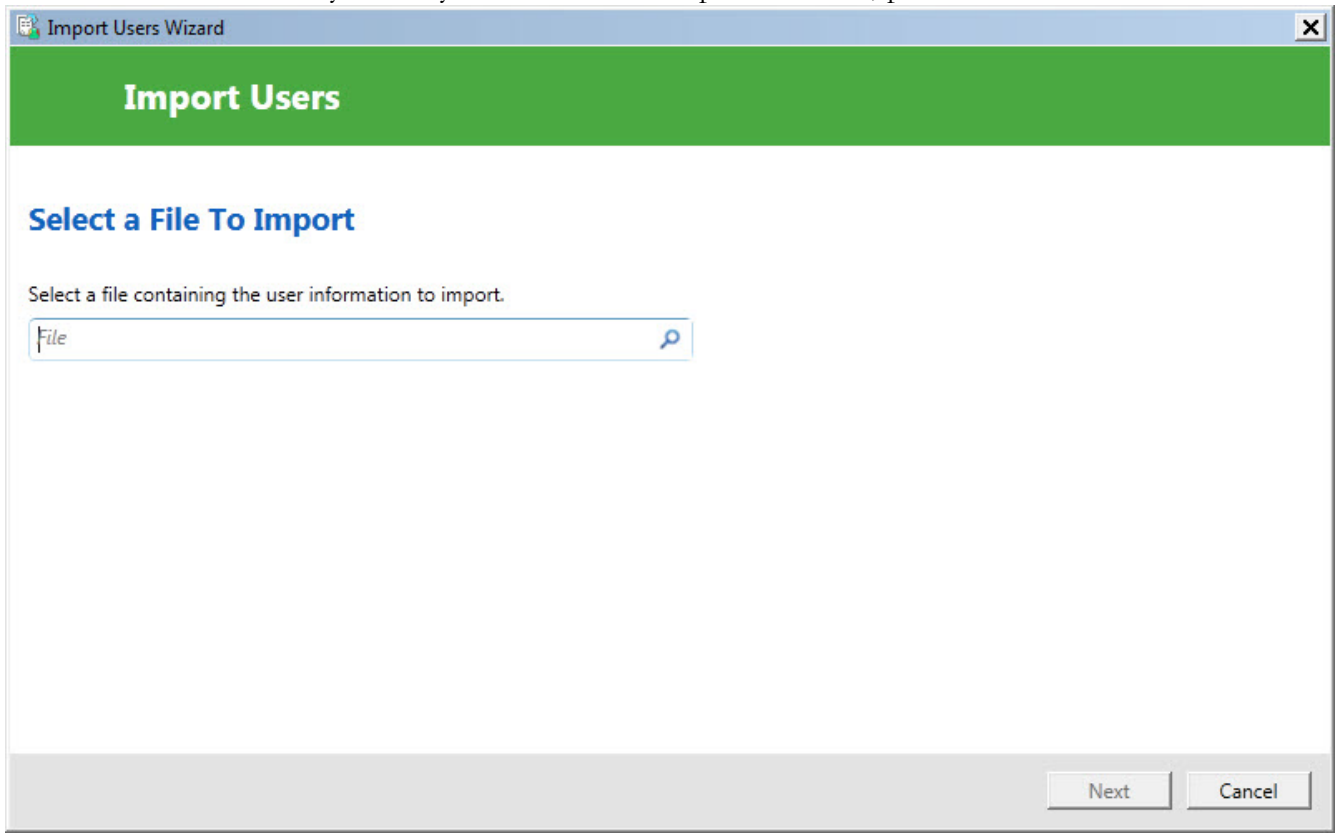 Import Users Wizard
Import Users
Select a File To Import
Select a file containing the user information to import.
File
Next
Cancel